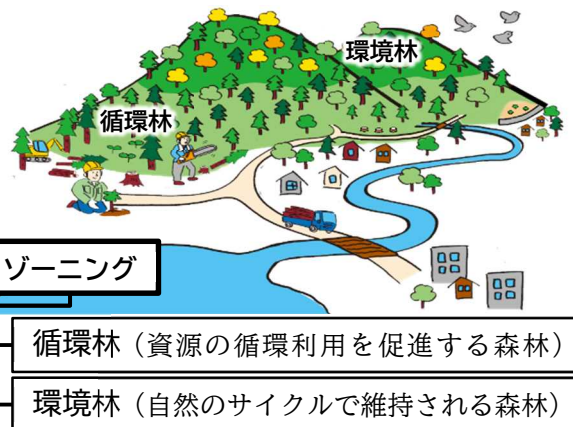 環境林
循環林
ゾーニング
循環林（資源の循環利用を促進する森林）
環境林（自然のサイクルで維持される森林）